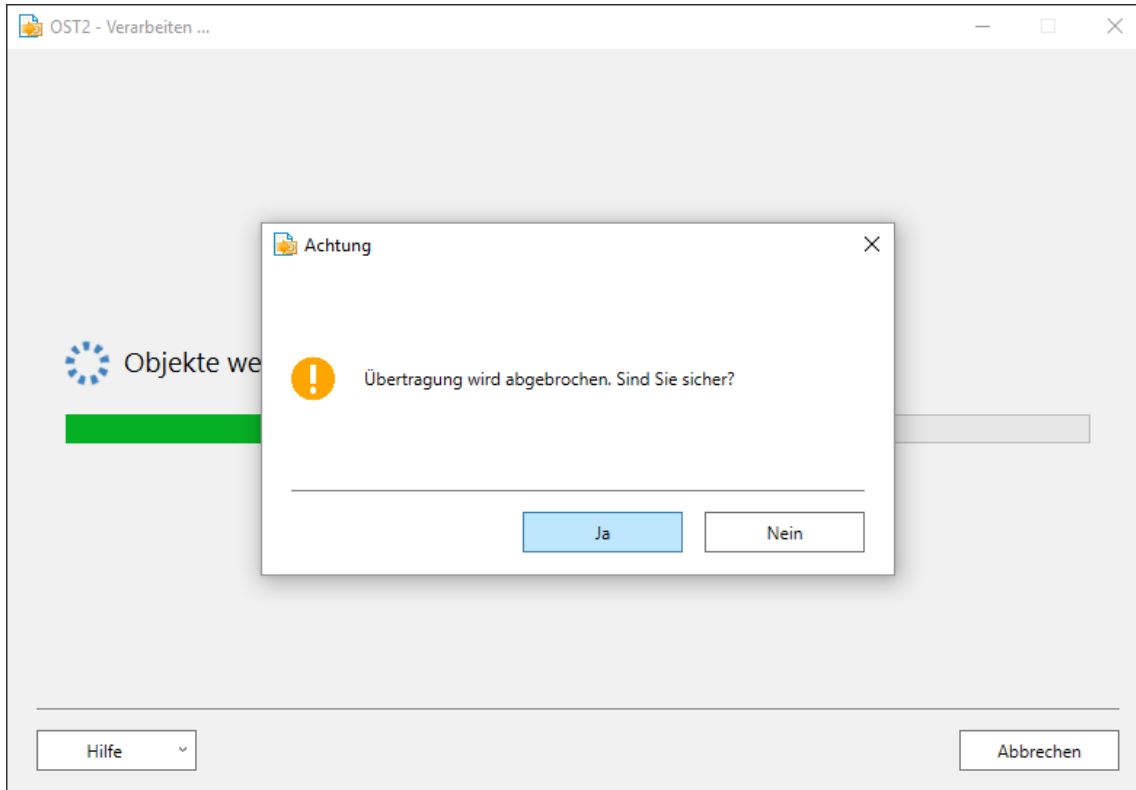 OST2 - Verarbeiten ...
Achtung
Objekte we
Übertragung wird abgebrochen. Sind Sie sicher?
Ja
Nein
Hilfe
Abbrechen